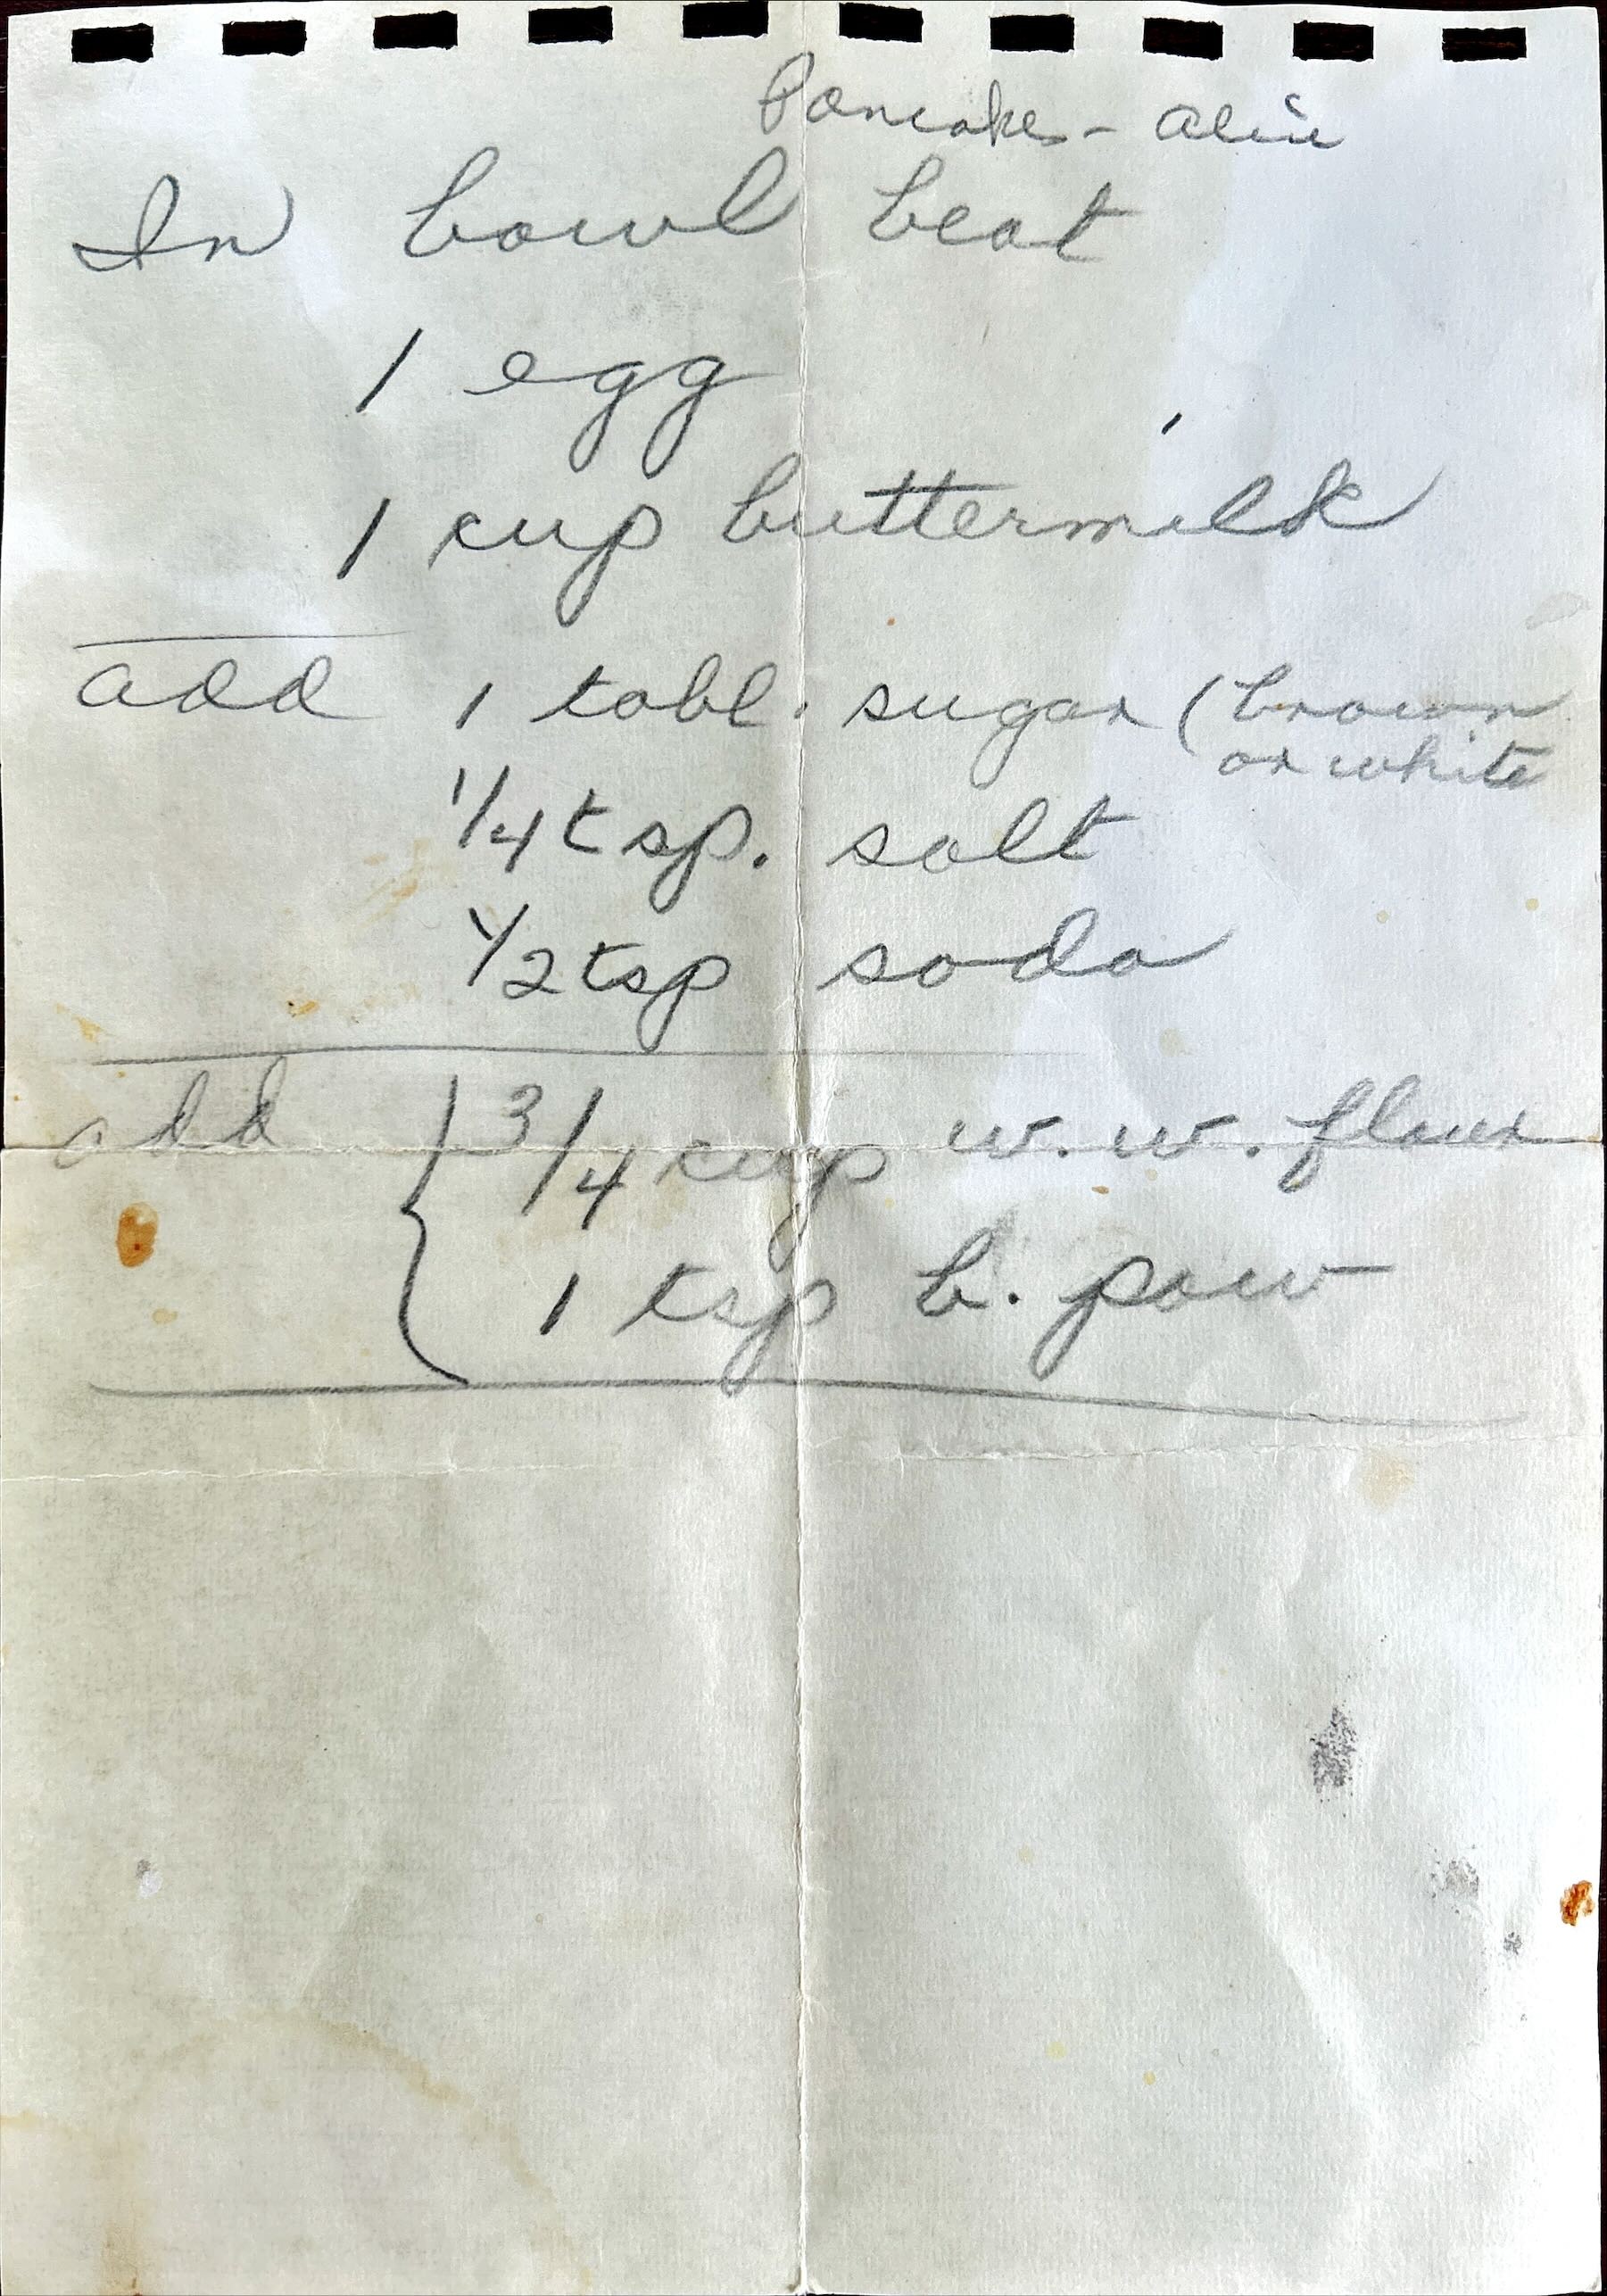 Pancakes - Alice
In bowl beat
1 egg
1 cup buttermilk
add 1 tabl. sugar (brown
or white
1/4 tsp. salt
1/2 tsp soda
add { 3/4 cup w. w. flour
1 tsp b. pow